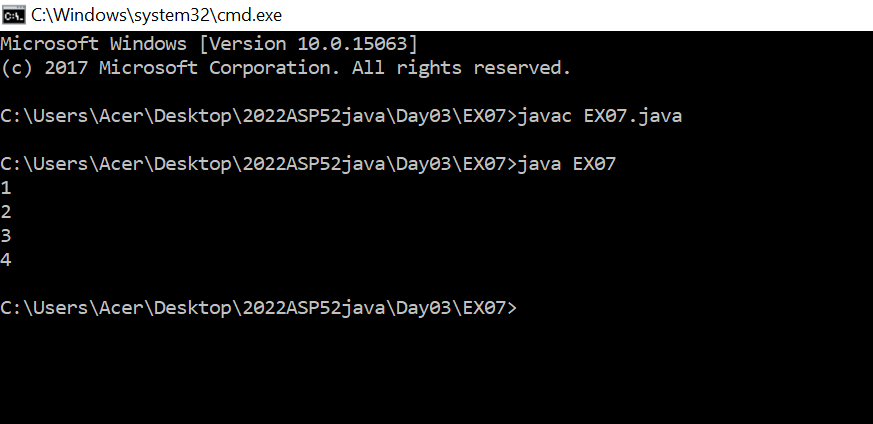 C:\Windows\system32\cmd.exe
Microsoft Windows [Version 10.0.15063]
(c) 2017 Microsoft Corporation. All rights reserved.
C:\Users\Acer\Desktop\2022ASP52java\Day03\EX07>javac EX07.java
C:\Users\Acer\Desktop\2022ASP52java\Day03\EX07>java EX07
1
2
3
4
C:\Users\Acer\Desktop\2022ASP52java\Day03\EX07>